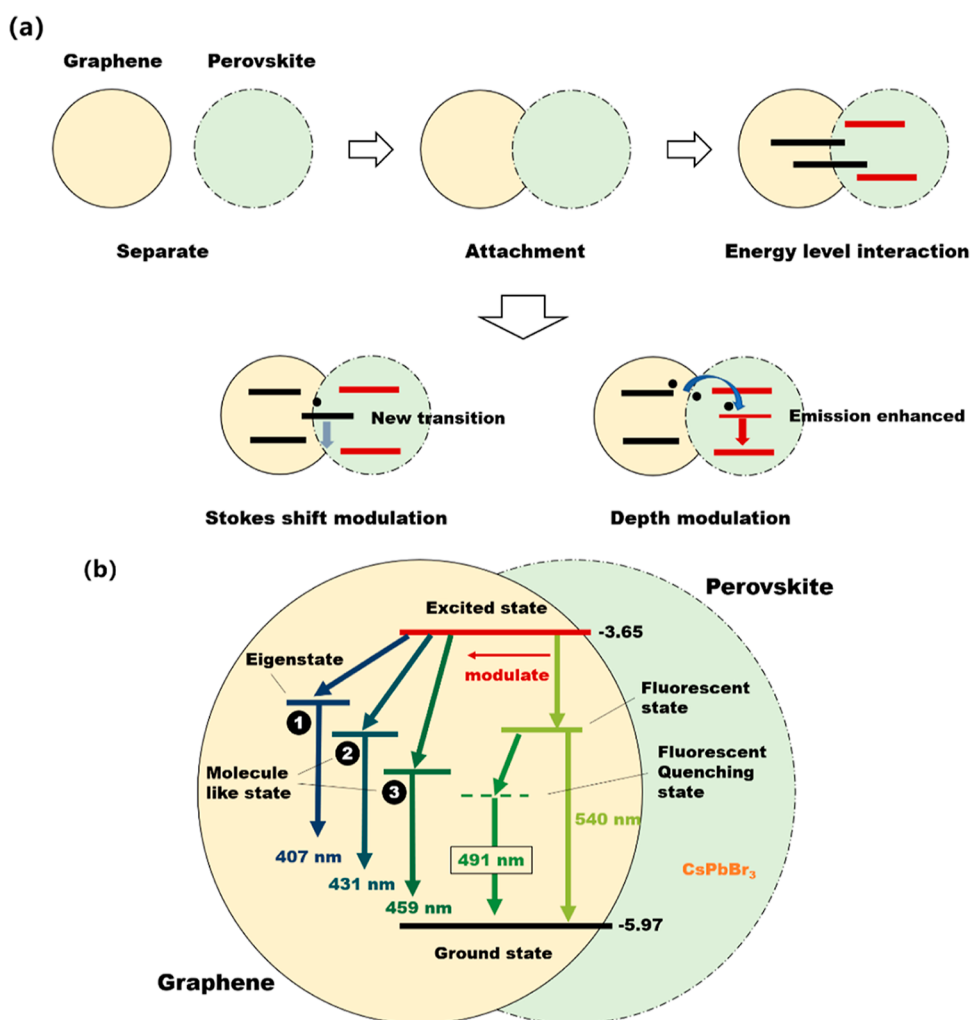 (a)
Graphene
Perovskite
Separate
Attachment
Energy level interaction
New transition
Emission enhanced
Stokes shift modulation
Depth modulation
(b)
Perovskite
Excited state
-3.65
Eigenstate
modulate
Fluorescent
state
1
2
Fluorescent
Quenching
state
Molecule
like state
3
540 nm
407 nm
491 nm
431 nm
CsPbBr₃
459 nm
-5.97
Ground state
Graphene